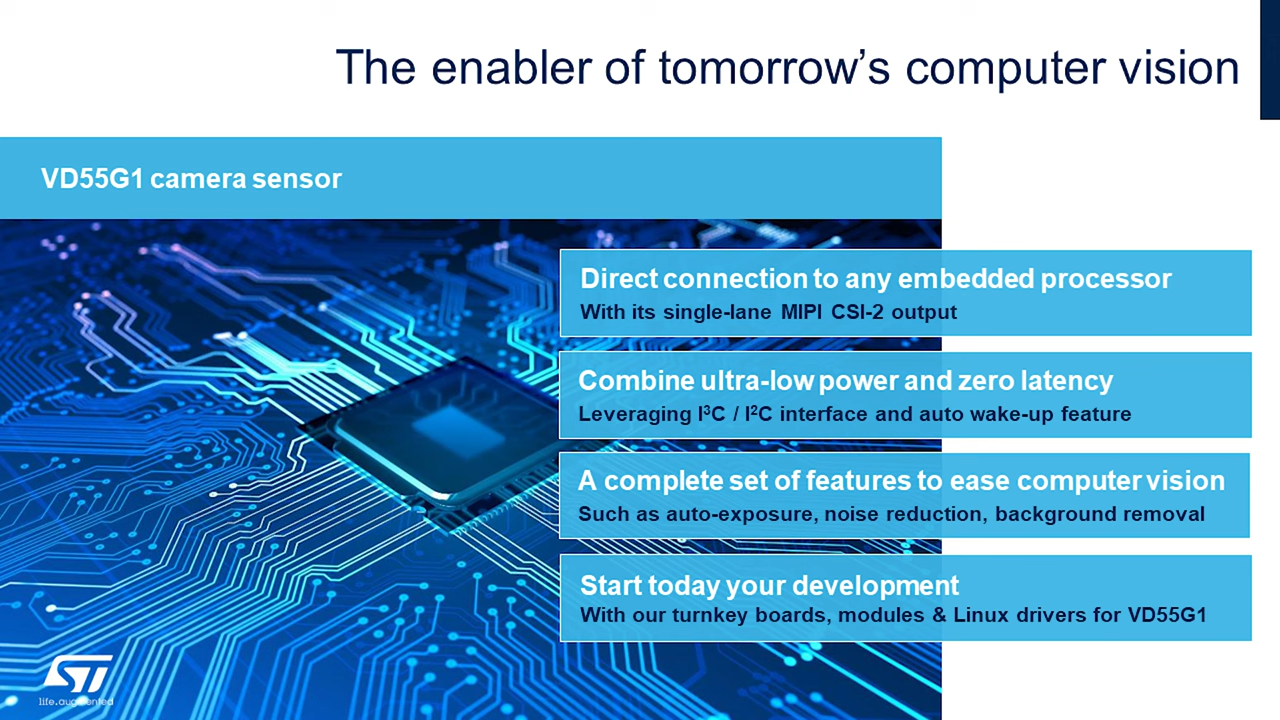 The enabler of tomorrow’s computer vision
VD55G1 camera sensor
Direct connection to any embedded processor
With its single-lane MIPI CSI-2 output
Combine ultra-low power and zero latency
Leveraging I³C / I²C interface and auto wake-up feature
A complete set of features to ease computer vision
Such as auto-exposure, noise reduction, background removal
Start today your development
With our turnkey boards, modules & Linux drivers for VD55G1
ST
life.augmented